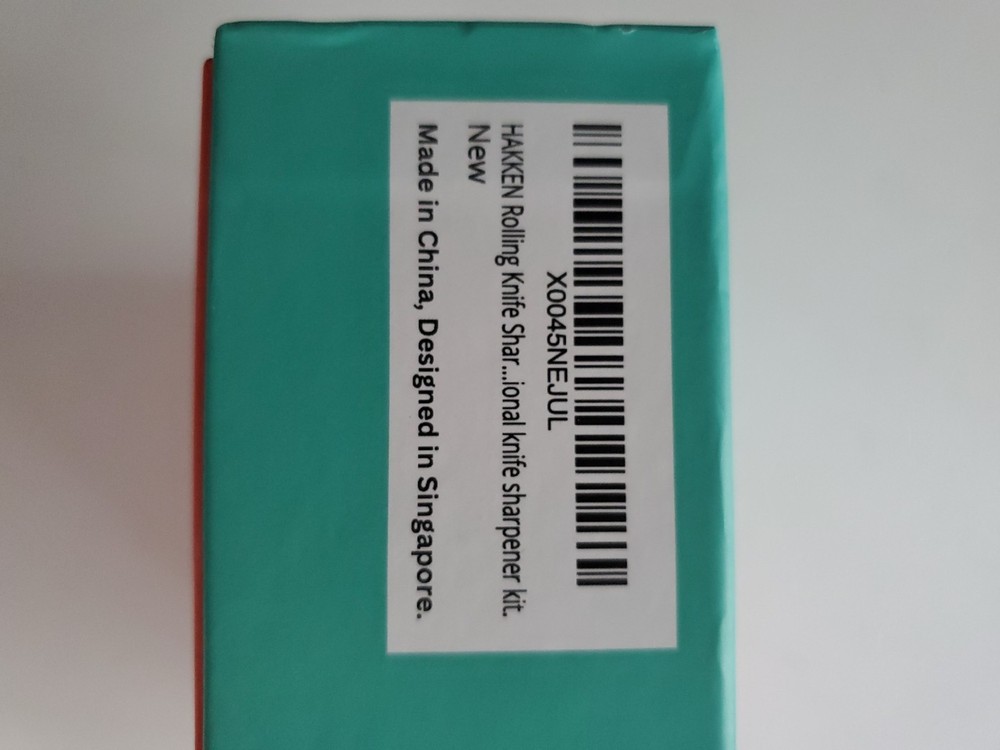 X0045NEJUL
HAKKEN Rolling Knife Shar...ional knife sharpener kit.
New
Made in China, Designed in Singapore.